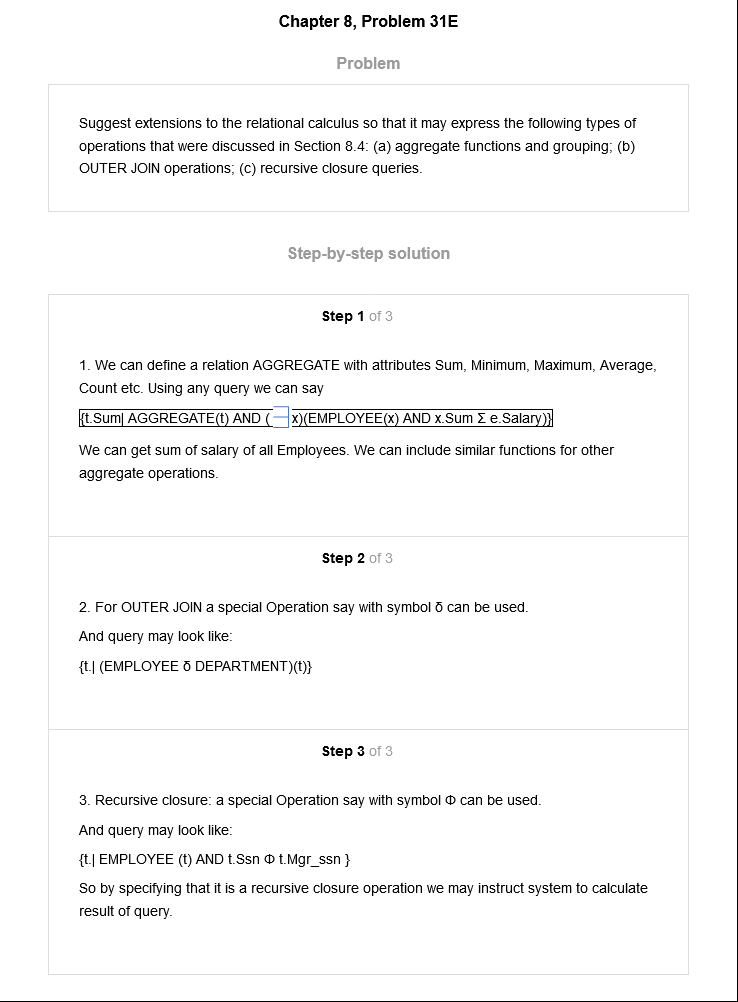 Chapter 8, Problem 31E
Problem
Suggest extensions to the relational calculus so that it may express the following types of
operations that were discussed in Section 8.4: (a) aggregate functions and grouping; (b)
OUTER JOIN operations; (c) recursive closure queries.
Step-by-step solution
Step 1 of 3
1. We can define a relation AGGREGATE with attributes Sum, Minimum, Maximum, Average,
Count etc. Using any query we can say
{t.Sum| AGGREGATE(t) AND ( x)(EMPLOYEE(x) AND x.Sum Σ e.Salary)}
We can get sum of salary of all Employees. We can include similar functions for other
aggregate operations.
Step 2 of 3
2. For OUTER JOIN a special Operation say with symbol δ can be used.
And query may look like:
{t.| (EMPLOYEE δ DEPARTMENT)(t)}
Step 3 of 3
3. Recursive closure: a special Operation say with symbol Φ can be used.
And query may look like:
{t.| EMPLOYEE (t) AND t.Ssn Φ t.Mgr_ssn }
So by specifying that it is a recursive closure operation we may instruct system to calculate
result of query.